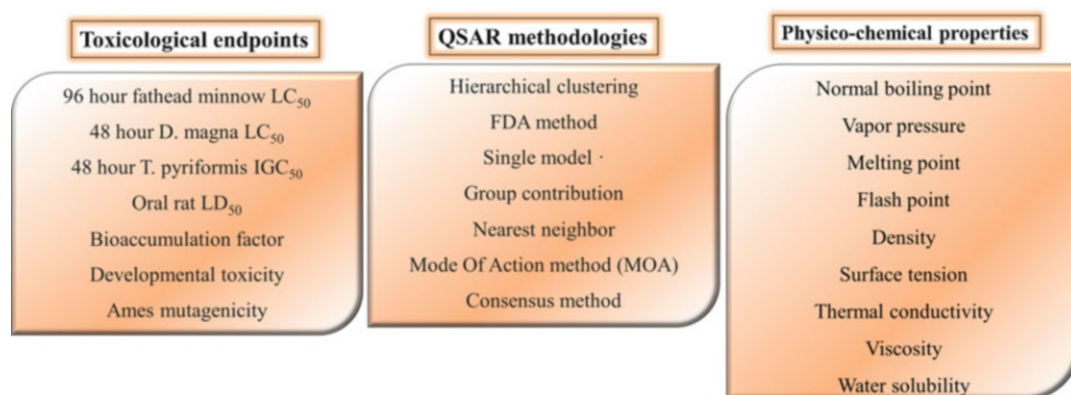 Toxicological endpoints
96 hour fathead minnow LC₅₀
48 hour D. magna LC₅₀
48 hour T. pyriformis IGC₅₀
Oral rat LD₅₀
Bioaccumulation factor
Developmental toxicity
Ames mutagenicity
QSAR methodologies
Hierarchical clustering
FDA method
Single model ·
Group contribution
Nearest neighbor
Mode Of Action method (MOA)
Consensus method
Physico-chemical properties
Normal boiling point
Vapor pressure
Melting point
Flash point
Density
Surface tension
Thermal conductivity
Viscosity
Water solubility